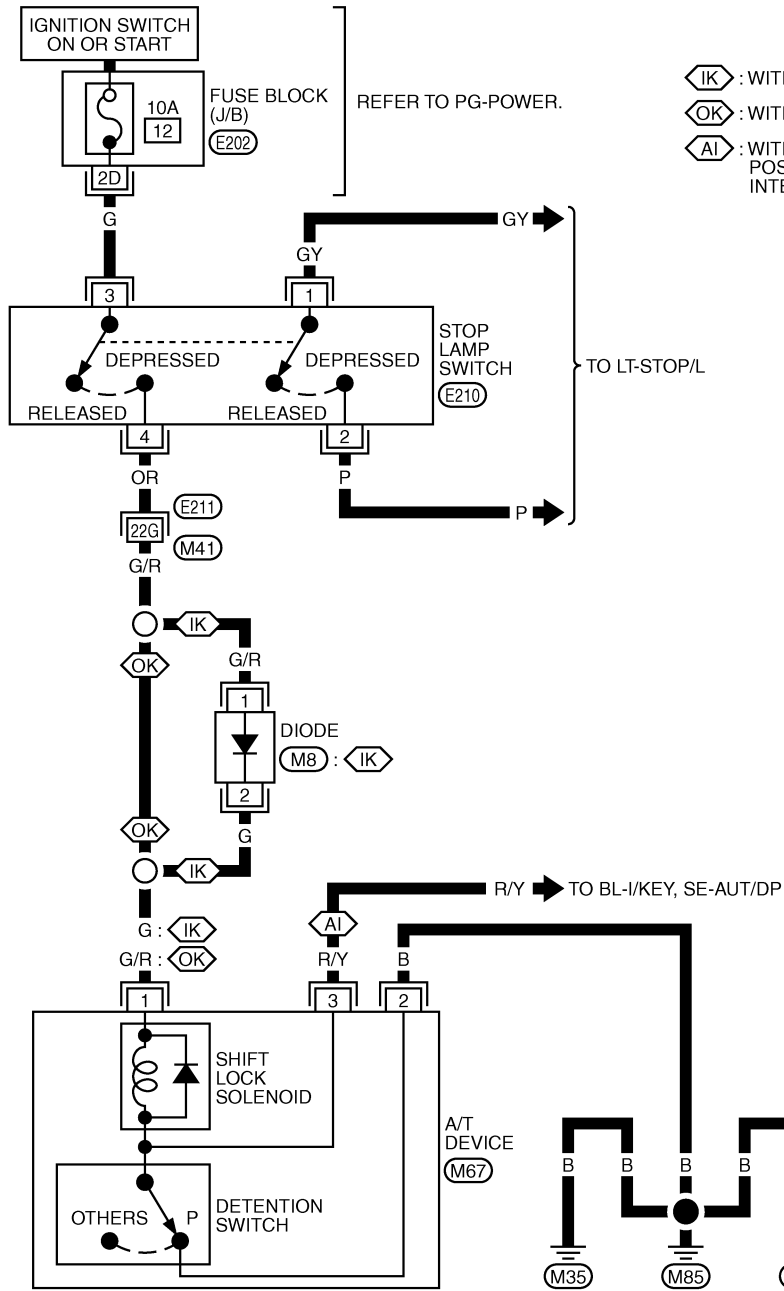 IGNITION SWITCH
ON OR START
10A
12
FUSE BLOCK
(J/B)
E202
REFER TO PG-POWER.
2D
G
IK : WITH
OK : WITH
AI : WITH
POS
INTE
GY
GY
3
1
DEPRESSED
DEPRESSED
RELEASED
RELEASED
STOP
LAMP
SWITCH
E210
TO LT-STOP/L
4
2
OR
P
P
E211
22G
M41
G/R
IK
OK
G/R
1
DIODE
M8 : IK
2
OK
G
IK
G : IK
G/R : OK
R/Y
TO BL-I/KEY, SE-AUT/DP
AI
R/Y
B
1
3
2
SHIFT
LOCK
SOLENOID
A/T
DEVICE
M67
DETENTION
SWITCH
OTHERS
P
B
B
B
B
M35
M85